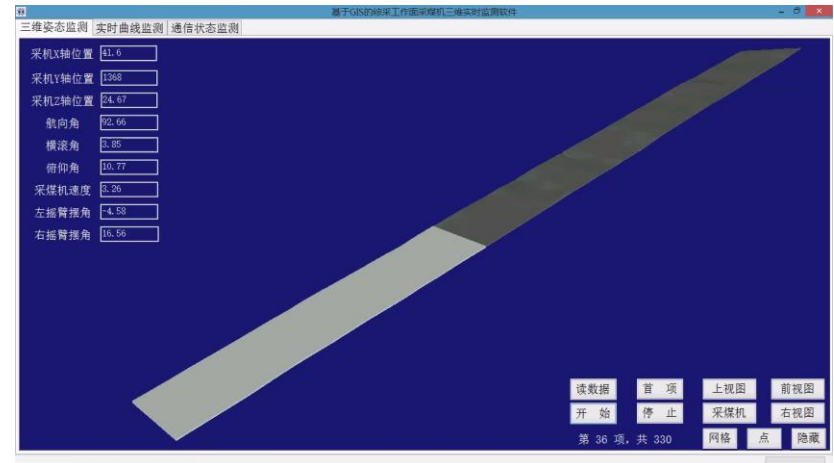 基于GIS的综采工作面采煤机三维实时监测软件
三维姿态监测 实时曲线监测 通信状态监测
采机X轴位置 41.6
采机Y轴位置 1368
采机Z轴位置 24.67
航向角 92.66
横滚角 3.85
俯仰角 10.77
采煤机速度 3.26
左摇臂摆角 -4.58
右摇臂摆角 16.56
读数据 首 项 上视图 前视图
开 始 停 止 采煤机 右视图
第 36 项，共 330 网格 点 隐藏